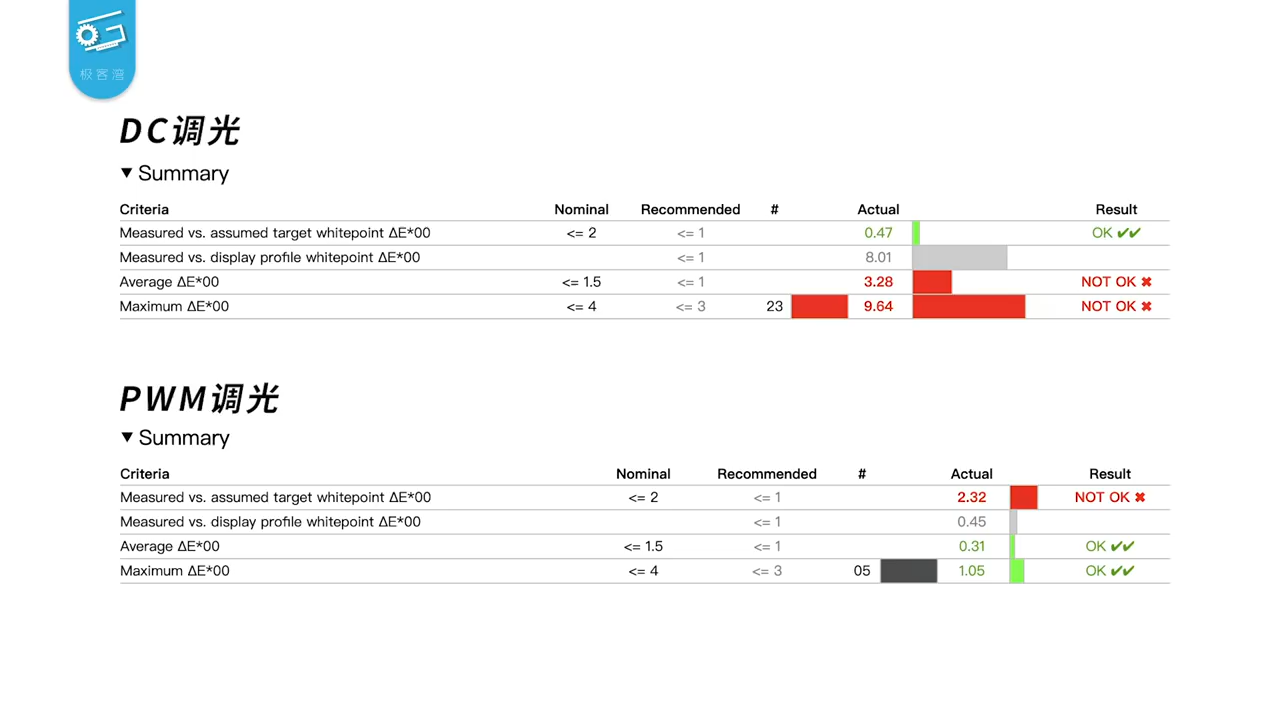 极客湾
DC调光
▼ Summary
Criteria Nominal Recommended # Actual Result
Measured vs. assumed target whitepoint ΔE*00 <= 2 <= 1 0.47 OK ✔✔
Measured vs. display profile whitepoint ΔE*00 <= 1 8.01
Average ΔE*00 <= 1.5 <= 1 3.28 NOT OK ✖
Maximum ΔE*00 <= 4 <= 3 23 9.64 NOT OK ✖
PWM调光
▼ Summary
Criteria Nominal Recommended # Actual Result
Measured vs. assumed target whitepoint ΔE*00 <= 2 <= 1 2.32 NOT OK ✖
Measured vs. display profile whitepoint ΔE*00 <= 1 0.45
Average ΔE*00 <= 1.5 <= 1 0.31 OK ✔✔
Maximum ΔE*00 <= 4 <= 3 05 1.05 OK ✔✔